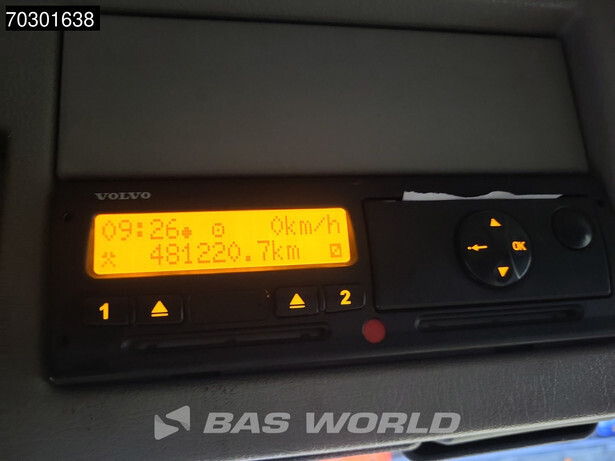 70301638
VOLVO
09:26 0km/h
481220.7km
OK
1 2
BAS WORLD